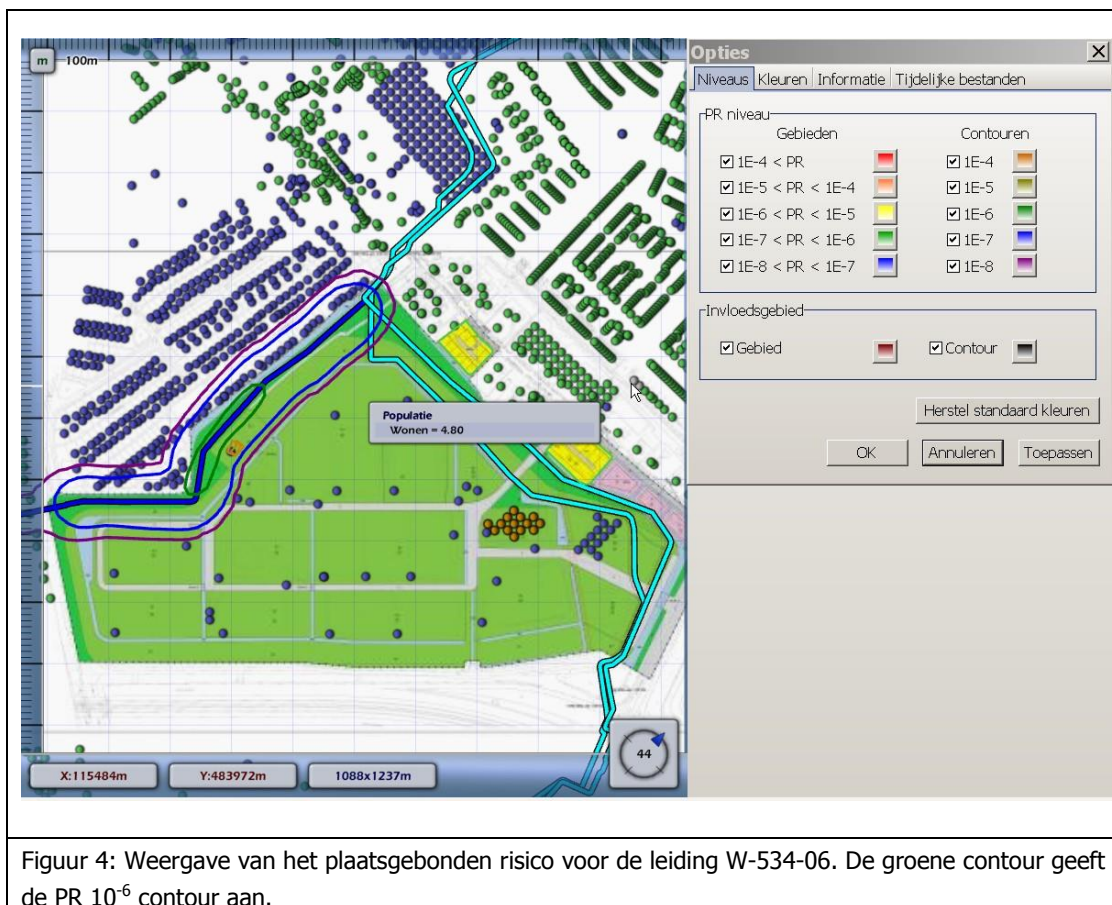 m
100m
Populatie
Wonen = 4.80
X:115484m
Y:483972m
1088x1237m
44
Opties
Niveaus Kleuren Informatie Tijdelijke bestanden
PR niveau
Gebieden Contouren
1E-4 < PR 1E-4
1E-5 < PR < 1E-4 1E-5
1E-6 < PR < 1E-5 1E-6
1E-7 < PR < 1E-6 1E-7
1E-8 < PR < 1E-7 1E-8
Invloedsgebied
Gebied Contour
Herstel standaard kleuren
OK Annuleren Toepassen
Figuur 4: Weergave van het plaatsgebonden risico voor de leiding W-534-06. De groene contour geeft
de PR 10⁻⁶ contour aan.